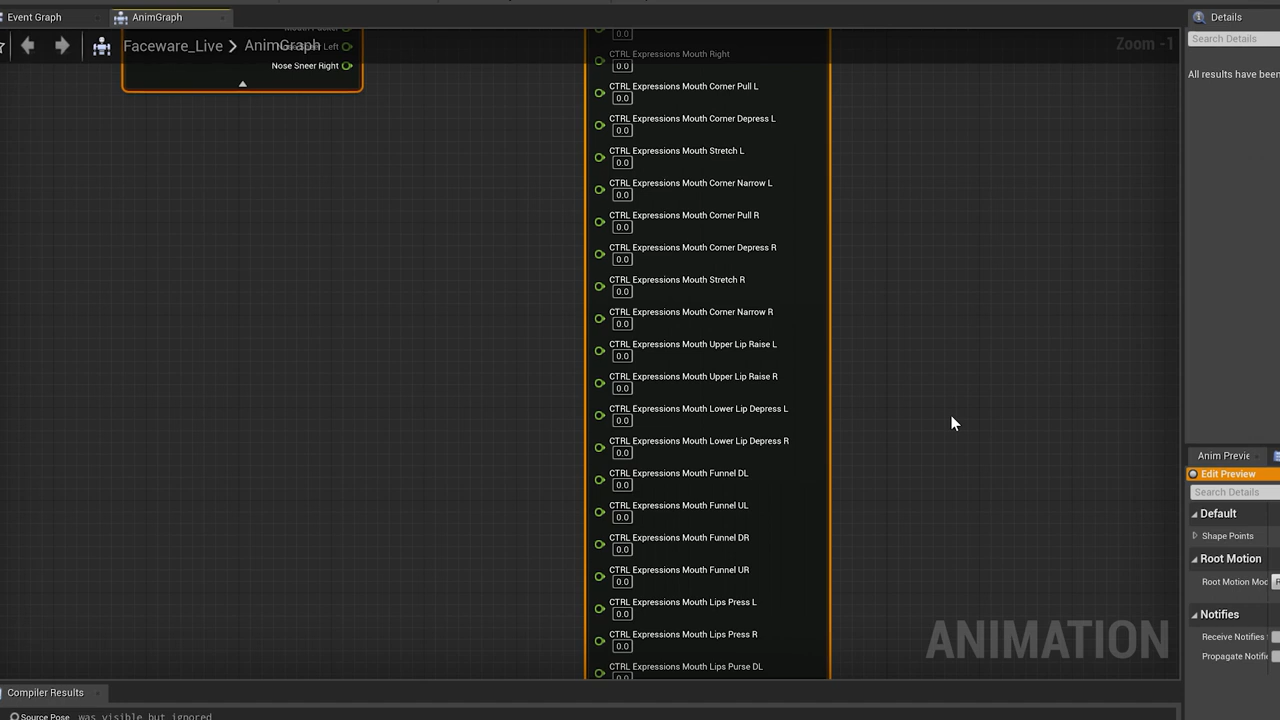 Event Graph
AnimGraph
Details
Faceware_Live > AnimGraph
Left
Zoom -1
Search Details
Nose Sneer Right
All results have been
0.0
CTRL Expressions Mouth Right
0.0
CTRL Expressions Mouth Corner Pull L
0.0
CTRL Expressions Mouth Corner Depress L
0.0
CTRL Expressions Mouth Stretch L
0.0
CTRL Expressions Mouth Corner Narrow L
0.0
CTRL Expressions Mouth Corner Pull R
0.0
CTRL Expressions Mouth Corner Depress R
0.0
CTRL Expressions Mouth Stretch R
0.0
CTRL Expressions Mouth Corner Narrow R
0.0
CTRL Expressions Mouth Upper Lip Raise L
0.0
CTRL Expressions Mouth Upper Lip Raise R
0.0
CTRL Expressions Mouth Lower Lip Depress L
0.0
CTRL Expressions Mouth Lower Lip Depress R
0.0
CTRL Expressions Mouth Funnel DL
0.0
CTRL Expressions Mouth Funnel UL
0.0
CTRL Expressions Mouth Funnel DR
0.0
CTRL Expressions Mouth Funnel UR
0.0
CTRL Expressions Mouth Lips Press L
0.0
CTRL Expressions Mouth Lips Press R
0.0
CTRL Expressions Mouth Lips Purse DL
ANIMATION
Anim Previe
Edit Preview
Search Details
Default
Shape Points
Root Motion
Root Motion Mod
Notifies
Receive Notifies
Propagate Notifi
Compiler Results
Source Pose was visible but ignored